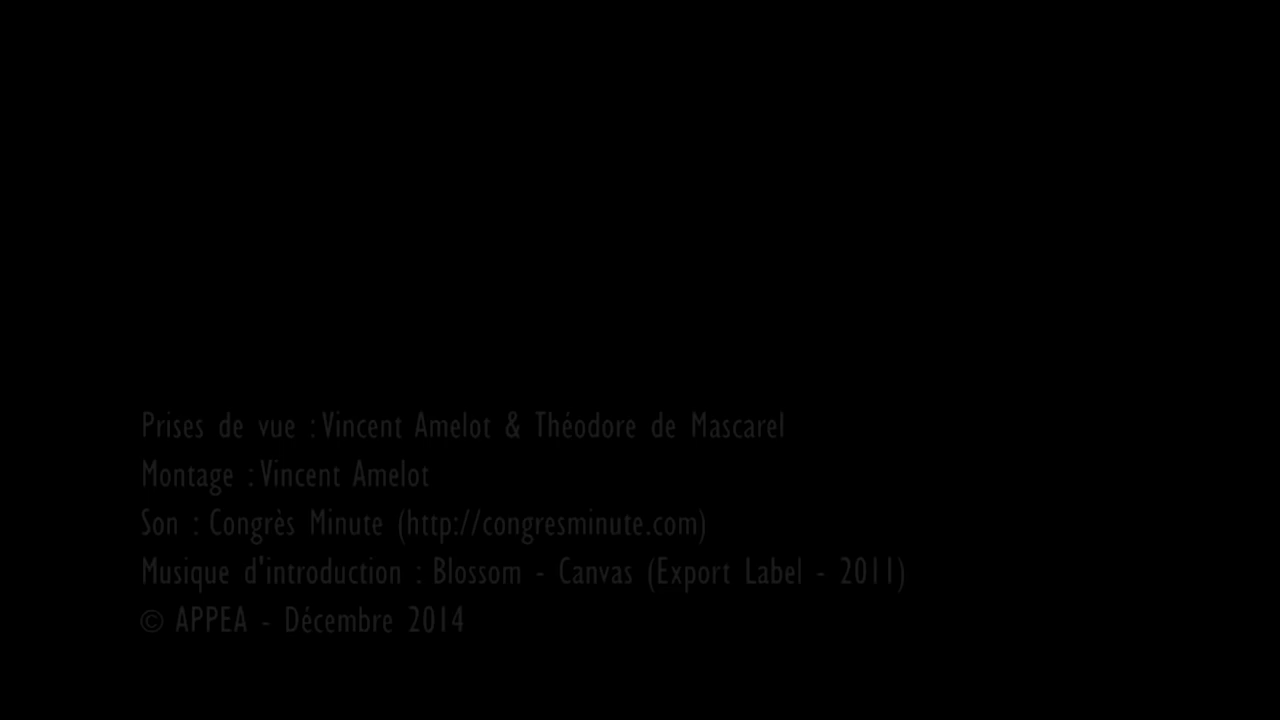 Prises de vue : Vincent Amelot & Théodore de Mascarel
Montage : Vincent Amelot
Son : Congrès Minute (http://congresminute.com)
Musique d'introduction : Blossom - Canvas (Export Label - 2011)
© APPEA - Décembre 2014